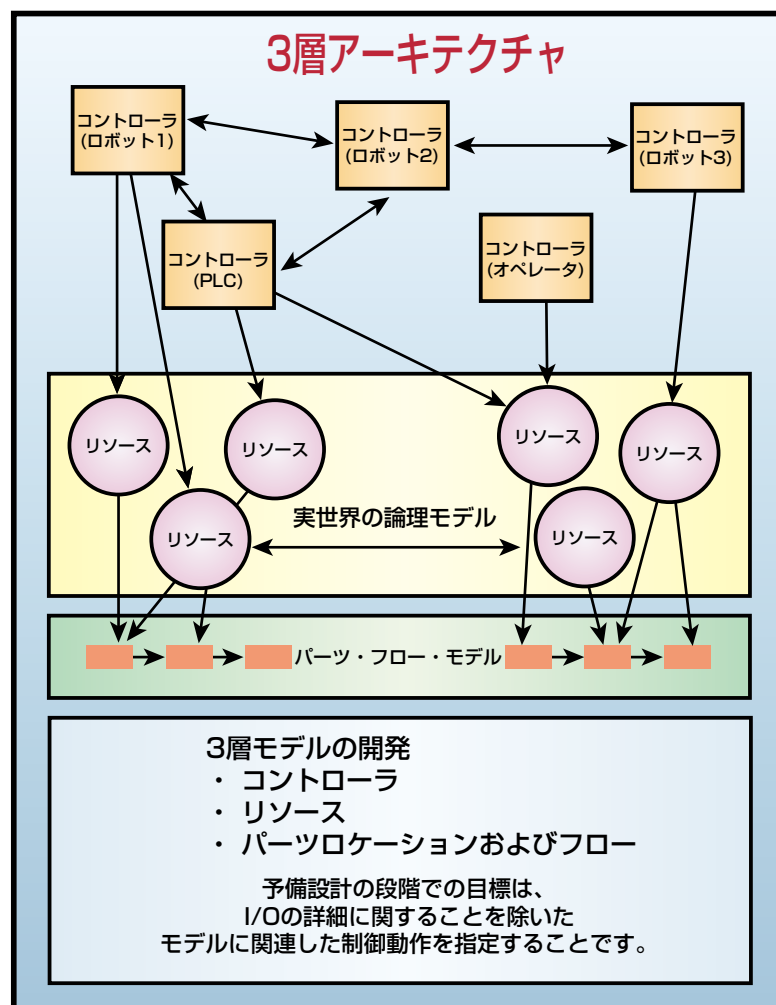 3層アーキテクチャ
コントローラ
(ロボット1)
コントローラ
(ロボット2)
コントローラ
(ロボット3)
コントローラ
(PLC)
コントローラ
(オペレータ)
リソース
リソース
リソース
リソース
リソース
実世界の論理モデル
リソース
パーツ・フロー・モデル
3層モデルの開発
・ コントローラ
・ リソース
・ パーツロケーションおよびフロー
予備設計の段階での目標は、
I/Oの詳細に関することを除いた
モデルに関連した制御動作を指定することです。